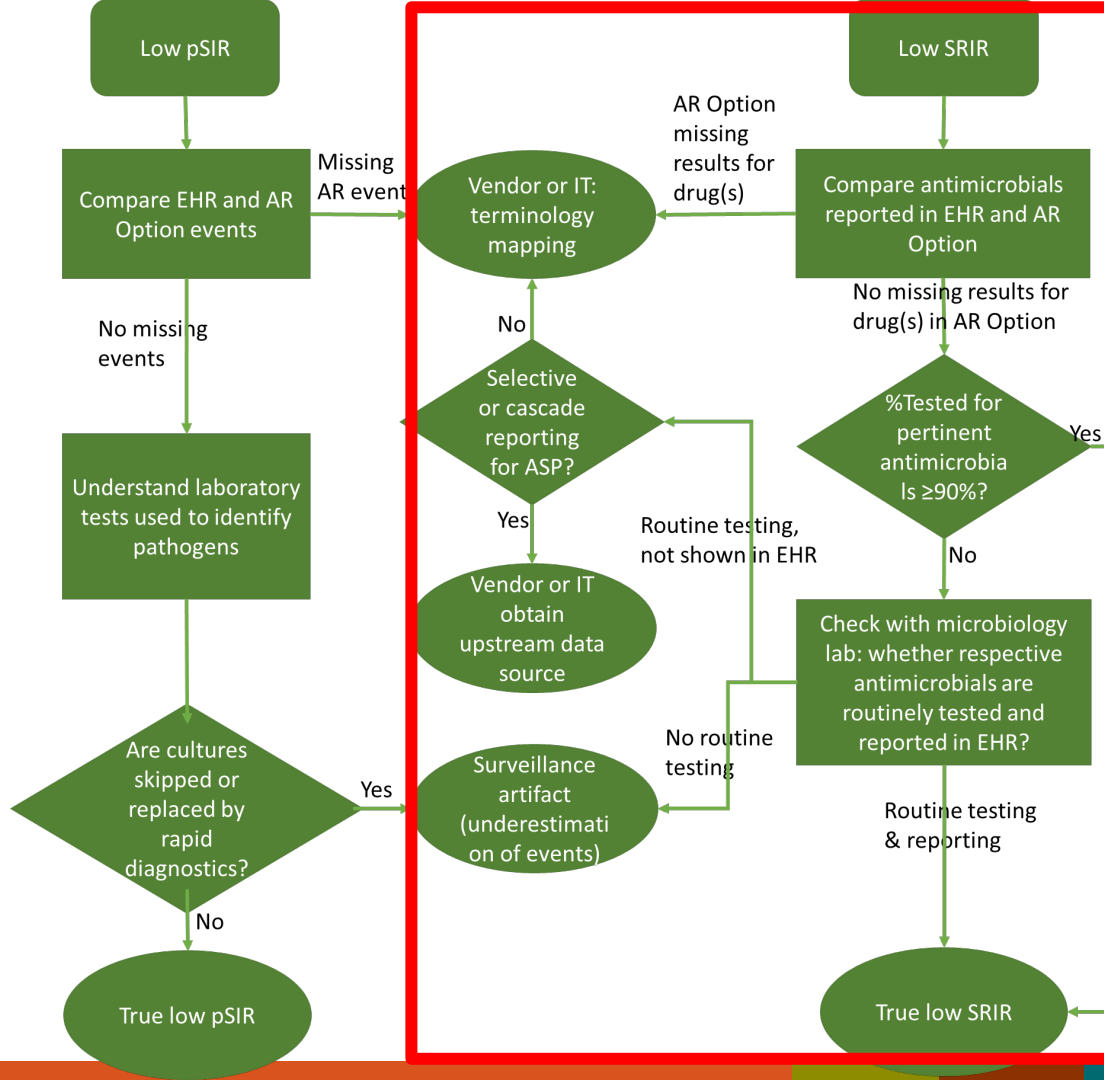 Low pSIR
Low SRIR
Compare EHR and AR
Option events
Missing
AR event
Vendor or IT:
terminology
mapping
AR Option
missing
results for
drug(s)
Compare antimicrobials
reported in EHR and AR
Option
No missing
events
No
Selective
or cascade
reporting
for ASP?
No missing results for
drug(s) in AR Option
%Tested for
pertinent
antimicrobia
ls ≥90%?
Yes
Understand laboratory
tests used to identify
pathogens
Yes
Routine testing,
not shown in EHR
No
Vendor or IT
obtain
upstream data
source
Check with microbiology
lab: whether respective
antimicrobials are
routinely tested and
reported in EHR?
Are cultures
skipped or
replaced by
rapid
diagnostics?
Yes
Surveillance
artifact
(underestimati
on of events)
No routine
testing
Routine testing
& reporting
No
True low pSIR
True low SRIR